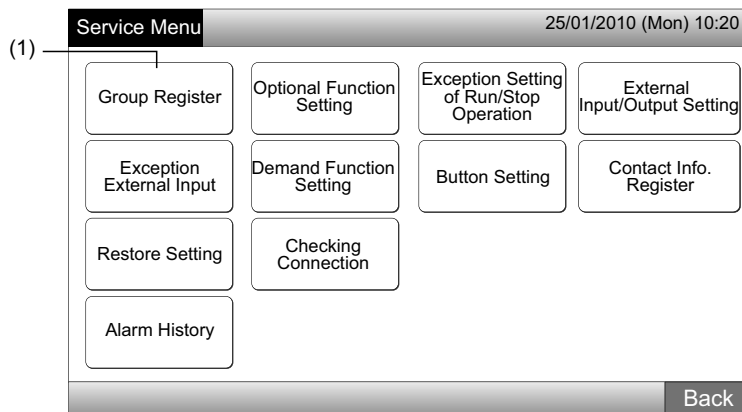 Service Menu
25/01/2010 (Mon) 10:20
(1)
Group Register
Optional Function
Setting
Exception Setting
of Run/Stop
Operation
External
Input/Output Setting
Exception
External Input
Demand Function
Setting
Button Setting
Contact Info.
Register
Restore Setting
Checking
Connection
Alarm History
Back